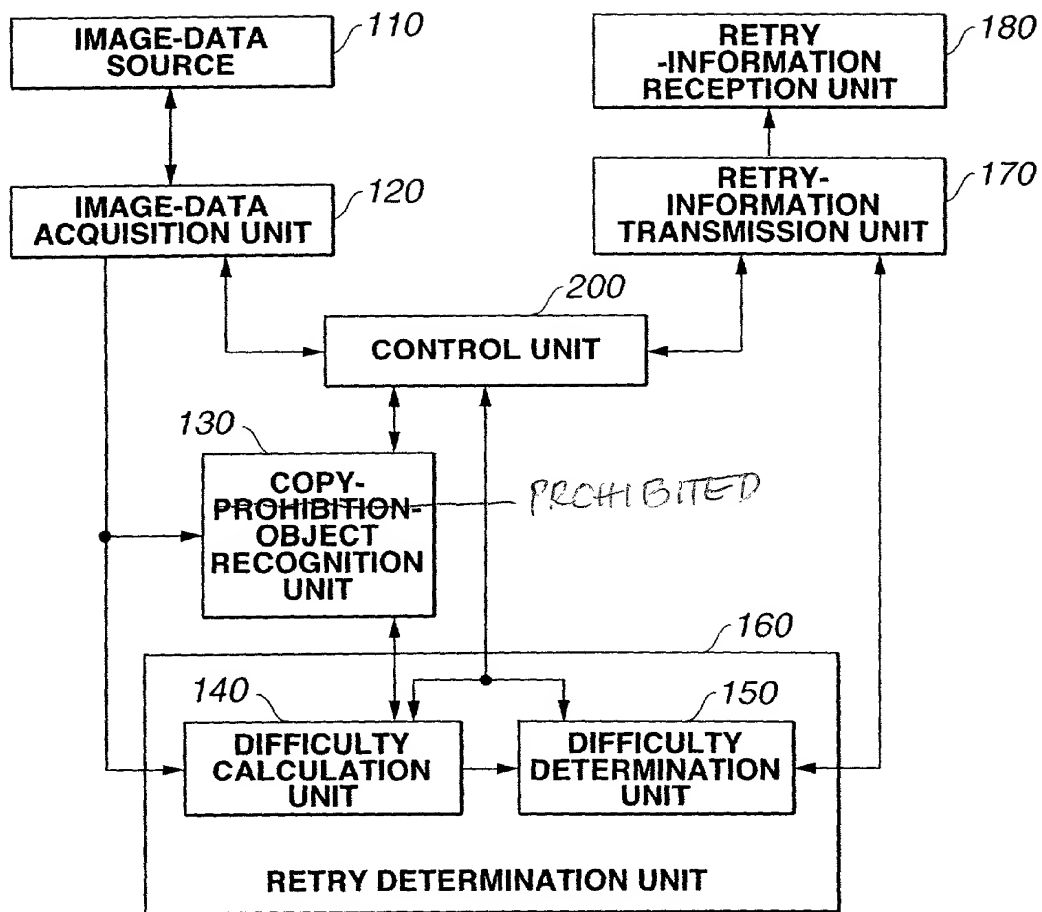 IMAGE-DATA
SOURCE
110
RETRY
-INFORMATION
RECEPTION UNIT
180
IMAGE-DATA
ACQUISITION UNIT
120
RETRY-
INFORMATION
TRANSMISSION UNIT
170
200
CONTROL UNIT
130
COPY-
PROHIBITION-
OBJECT
RECOGNITION
UNIT
PROHIBITED
160
140
DIFFICULTY
CALCULATION
UNIT
150
DIFFICULTY
DETERMINATION
UNIT
RETRY DETERMINATION UNIT